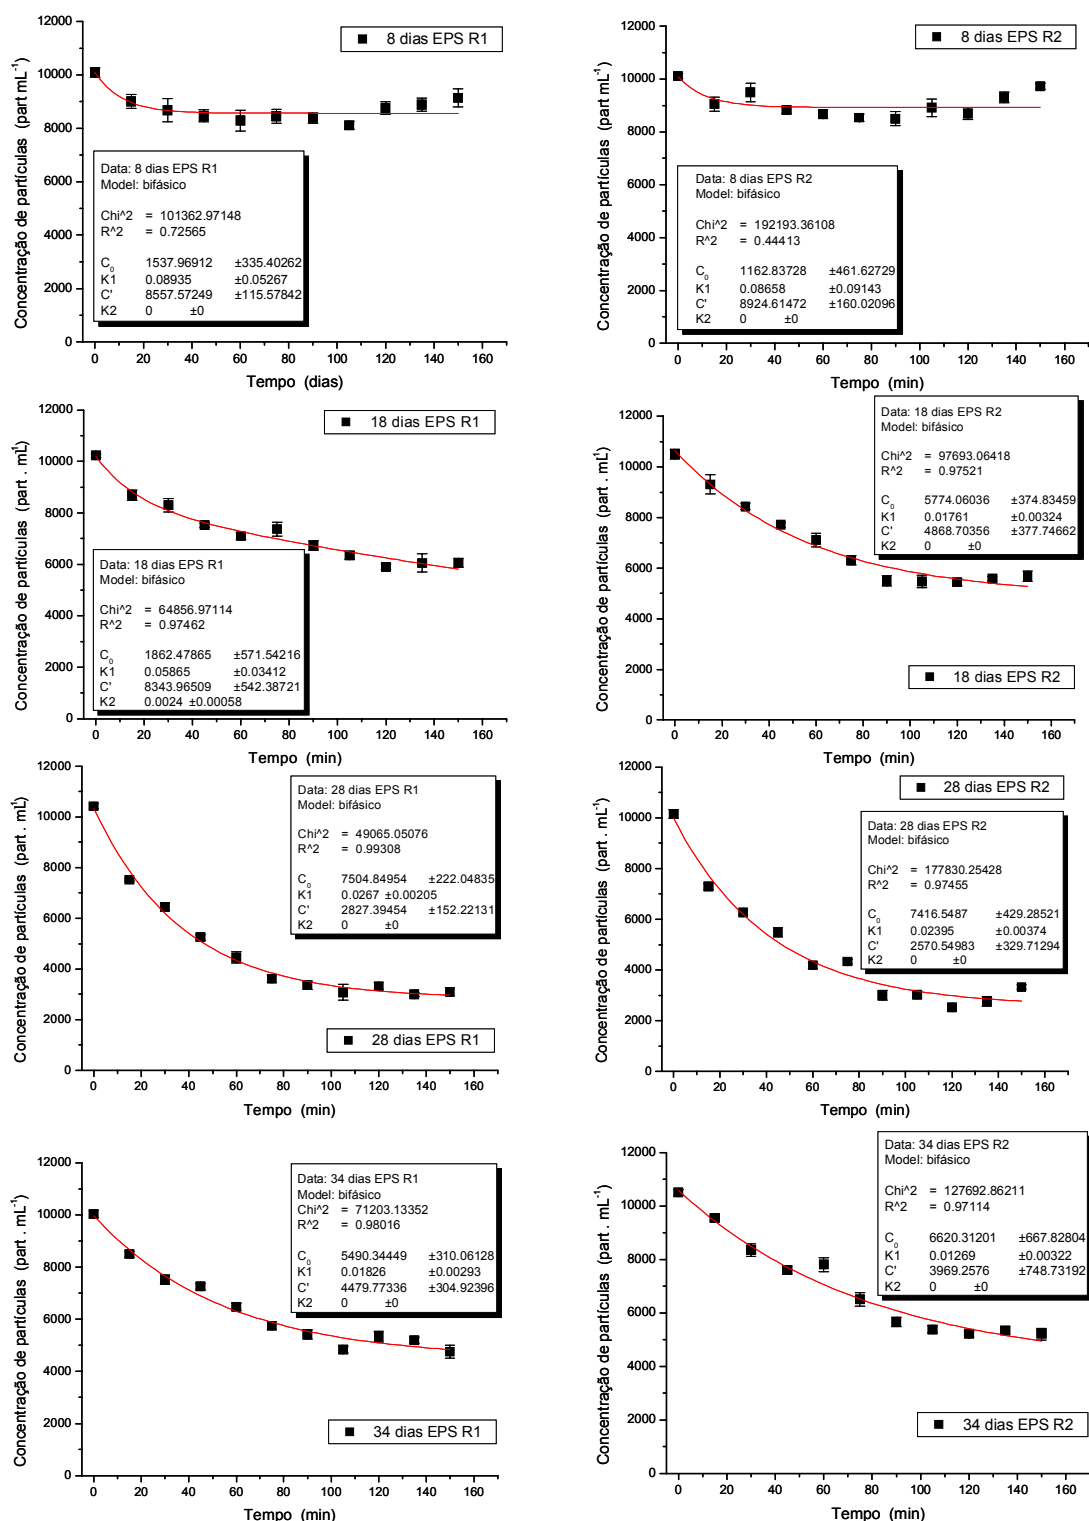 8 dias EPS R1
12000
10000
8000
6000
4000
2000
0
Concentração de partículas (part mL⁻¹)
Data: 8 dias EPS R1
Model: bifásico
Chi^2 = 101362.97148
R^2 = 0.72565
C₀ 1537.96912 ±335.40262
K1 0.08935 ±0.05267
C' 8557.57249 ±115.57842
K2 0 ±0
0 20 40 60 80 100 120 140 160
Tempo (dias)
8 dias EPS R2
12000
10000
8000
6000
4000
2000
0
Concentração de partículas (part mL⁻¹)
Data: 8 dias EPS R2
Model: bifásico
Chi^2 = 192193.36108
R^2 = 0.44413
C₀ 1162.83728 ±461.62729
K1 0.08658 ±0.09143
C' 8924.61472 ±160.02096
K2 0 ±0
0 20 40 60 80 100 120 140 160
Tempo (min)
18 dias EPS R1
12000
10000
8000
6000
4000
2000
0
Concentração de partículas (part . mL¹)
Data: 18 dias EPS R1
Model: bifásico
Chi^2 = 64856.97114
R^2 = 0.97462
C₀ 1862.47865 ±571.54216
K1 0.05865 ±0.03412
C' 8343.96509 ±542.38721
K2 0.0024 ±0.00058
0 20 40 60 80 100 120 140 160
Tempo (min)
12000
10000
8000
6000
4000
2000
0
Concentração de partículas (part . mL¹)
Data: 18 dias EPS R2
Model: bifásico
Chi^2 = 97693.06418
R^2 = 0.97521
C₀ 5774.06036 ±374.83459
K1 0.01761 ±0.00324
C' 4868.70356 ±377.74662
K2 0 ±0
18 dias EPS R2
0 20 40 60 80 100 120 140 160
Tempo (min)
12000
10000
8000
6000
4000
2000
0
Concentração de partículas (part . mL¹)
Data: 28 dias EPS R1
Model: bifásico
Chi^2 = 49065.05076
R^2 = 0.99308
C₀ 7504.84954 ±222.04835
K1 0.0267 ±0.00205
C' 2827.39454 ±152.22131
K2 0 ±0
28 dias EPS R1
0 20 40 60 80 100 120 140 160
Tempo (min)
28 dias EPS R2
12000
10000
8000
6000
4000
2000
0
Concentração de partículas (part . mL¹)
Data: 28 dias EPS R2
Model: bifásico
Chi^2 = 177830.25428
R^2 = 0.97455
C₀ 7416.5487 ±429.28521
K1 0.02395 ±0.00374
C' 2570.54983 ±329.71294
K2 0 ±0
0 20 40 60 80 100 120 140 160
Tempo (min)
12000
10000
8000
6000
4000
2000
0
Concentração de partículas (part . mL⁻¹)
Data: 34 dias EPS R1
Model: bifásico
Chi^2 = 71203.13352
R^2 = 0.98016
C₀ 5490.34449 ±310.06128
K1 0.01826 ±0.00293
C' 4479.77336 ±304.92396
K2 0 ±0
34 dias EPS R1
0 20 40 60 80 100 120 140 160
Tempo (min)
12000
10000
8000
6000
4000
2000
0
Concentração de partículas (part . mL⁻¹)
Data: 34 dias EPS R2
Model: bifásico
Chi^2 = 127692.86211
R^2 = 0.97114
C₀ 6620.31201 ±667.82804
K1 0.01269 ±0.00322
C' 3969.2576 ±748.73192
K2 0 ±0
34 dias EPS R2
0 20 40 60 80 100 120 140 160
Tempo (min)